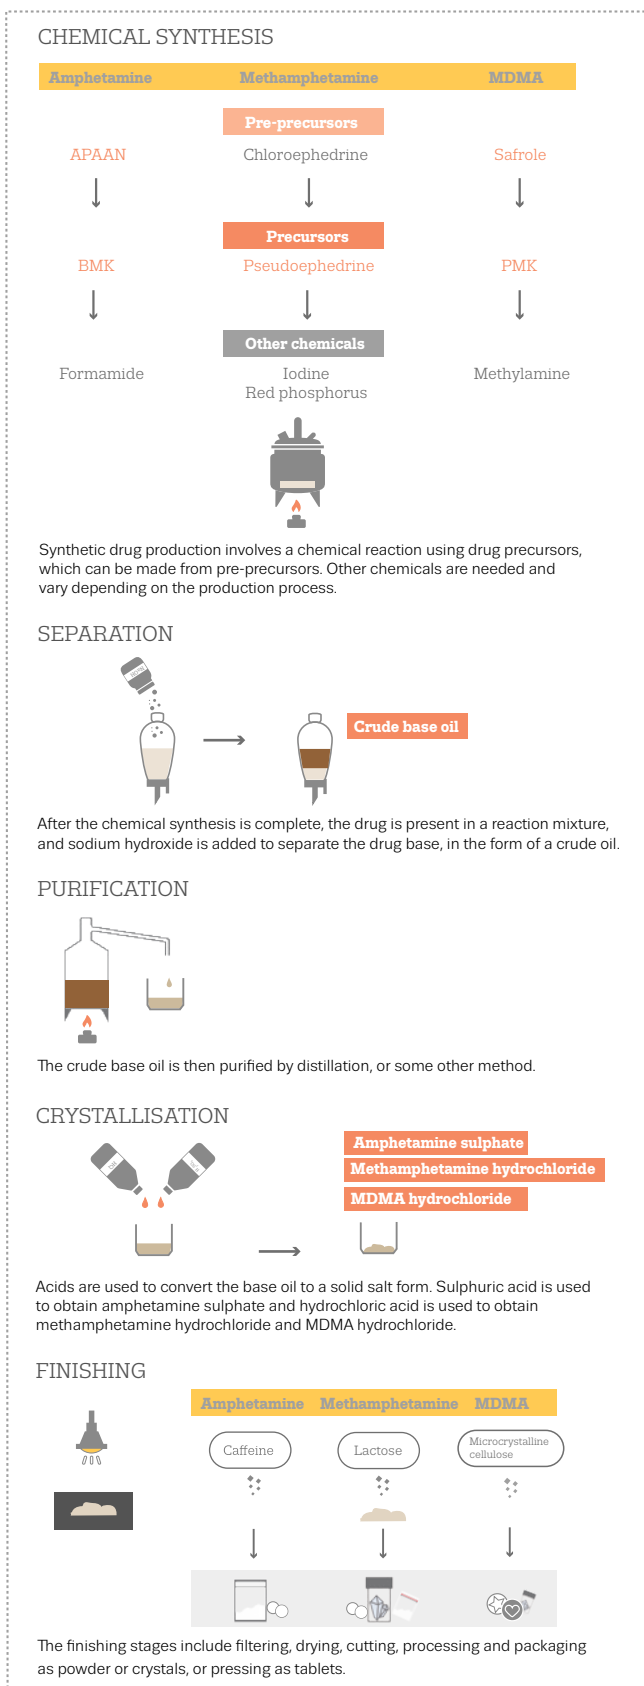 CHEMICAL SYNTHESIS
Amphetamine Methamphetamine MDMA
Pre-precursors
APAAN Chloroephedrine Safrole
Precursors
BMK Pseudoephedrine PMK
Other chemicals
Formamide Iodine Methylamine
Red phosphorus
Synthetic drug production involves a chemical reaction using drug precursors,
which can be made from pre-precursors. Other chemicals are needed and
vary depending on the production process.
SEPARATION
Crude base oil
After the chemical synthesis is complete, the drug is present in a reaction mixture,
and sodium hydroxide is added to separate the drug base, in the form of a crude oil.
PURIFICATION
The crude base oil is then purified by distillation, or some other method.
CRYSTALLISATION
Amphetamine sulphate
Methamphetamine hydrochloride
MDMA hydrochloride
Acids are used to convert the base oil to a solid salt form. Sulphuric acid is used
to obtain amphetamine sulphate and hydrochloric acid is used to obtain
methamphetamine hydrochloride and MDMA hydrochloride.
FINISHING
Amphetamine Methamphetamine MDMA
Caffeine Lactose Microcrystalline
cellulose
The finishing stages include filtering, drying, cutting, processing and packaging
as powder or crystals, or pressing as tablets.